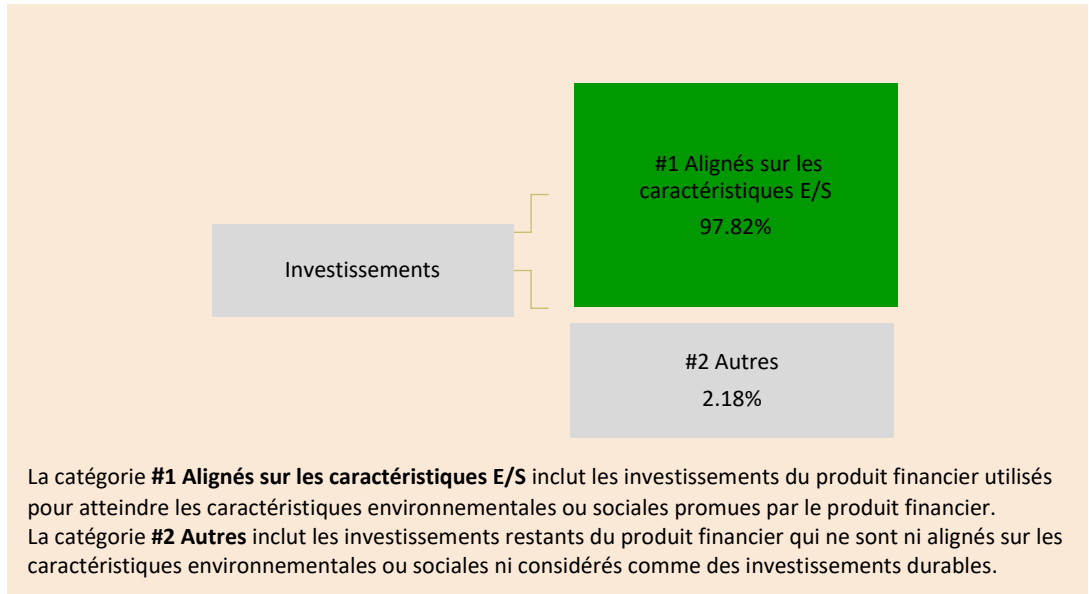 #1 Alignés sur les
caractéristiques E/S
97.82%
Investissements
#2 Autres
2.18%
La catégorie #1 Alignés sur les caractéristiques E/S inclut les investissements du produit financier utilisés
pour atteindre les caractéristiques environnementales ou sociales promues par le produit financier.
La catégorie #2 Autres inclut les investissements restants du produit financier qui ne sont ni alignés sur les
caractéristiques environnementales ou sociales ni considérés comme des investissements durables.